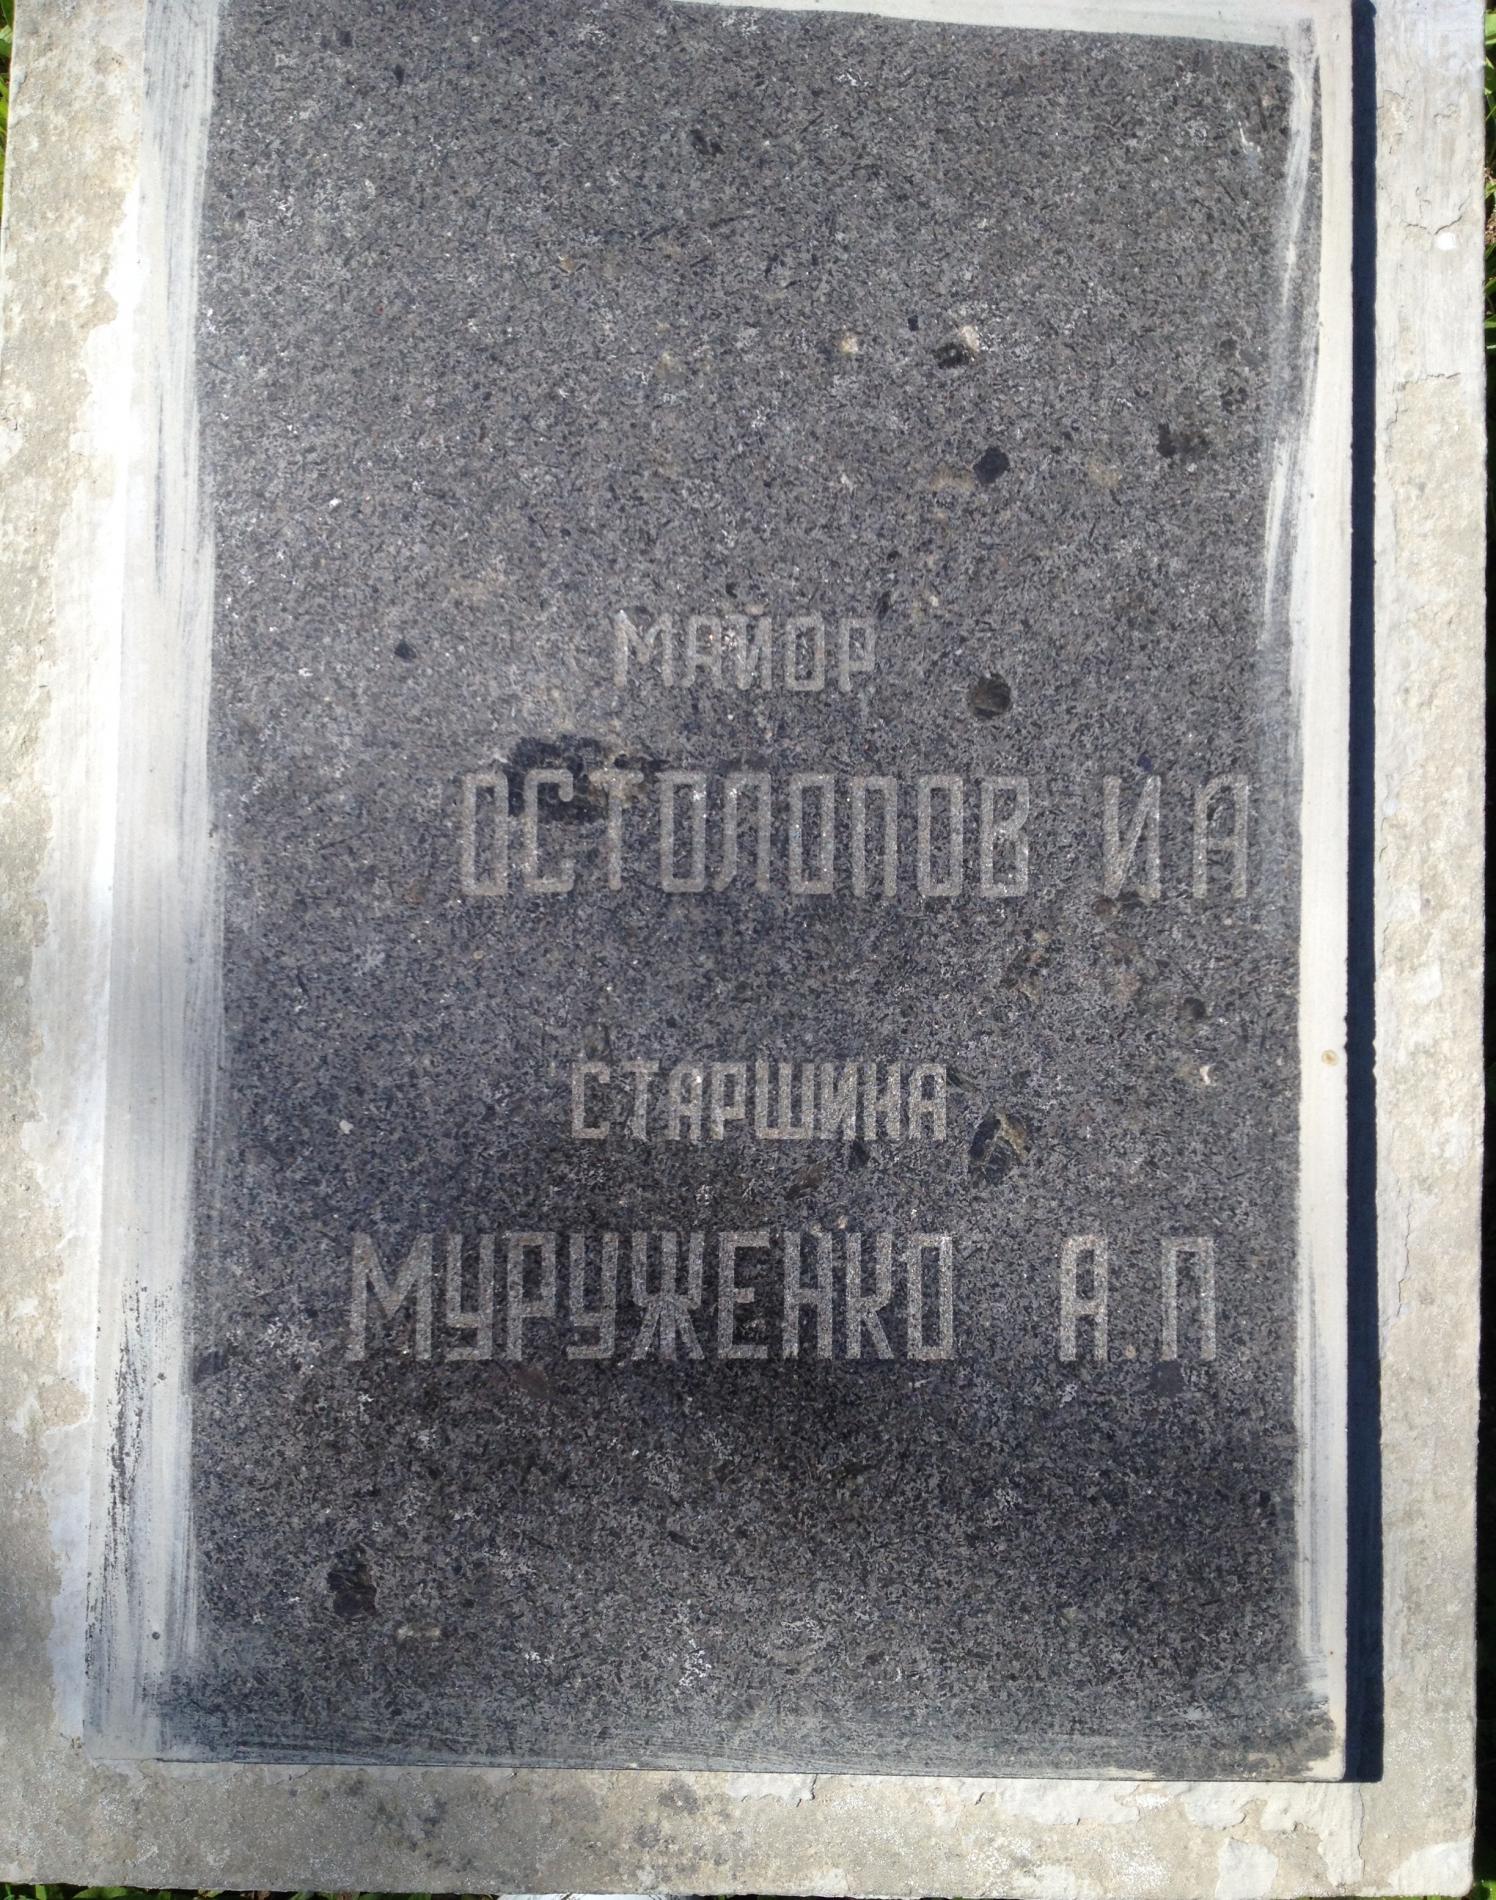 МАЙОР
ОСТОЛОПОВ И.А
СТАРШИНА
МУРУЖЕНКО А.П